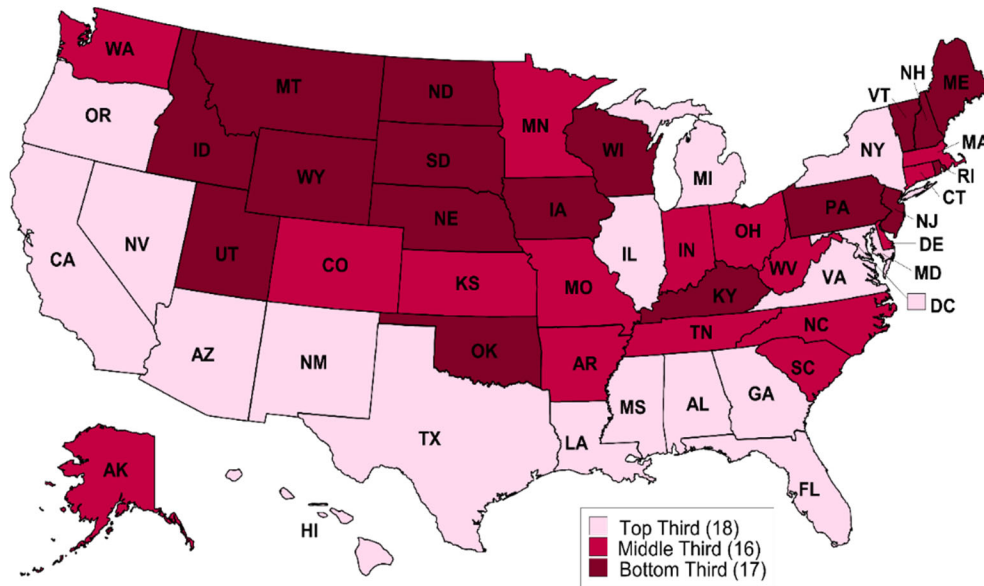 WA
MT
ND
MN
OR
ID
SD
WI
WY
MI
NY
VT
NH
ME
MA
RI
CT
NE
IA
PA
NJ
NV
UT
CA
CO
KS
MO
IL
IN
OH
WV
VA
DE
MD
DC
KY
AZ
NM
OK
AR
TN
NC
SC
MS
AL
GA
TX
LA
FL
AK
HI
Top Third (18)
Middle Third (16)
Bottom Third (17)